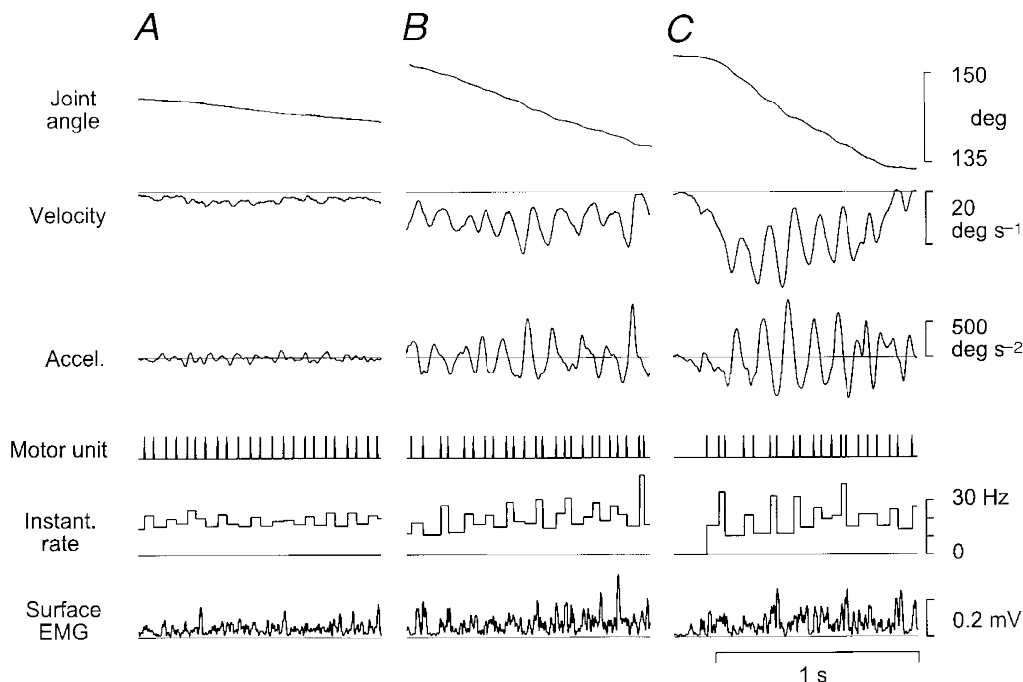 A B C
Joint
angle
150
deg
135
Velocity
20
deg s–1
Accel.
500
deg s–2
Motor unit
Instant.
rate
30 Hz
0
Surface
EMG
0.2 mV
1 s